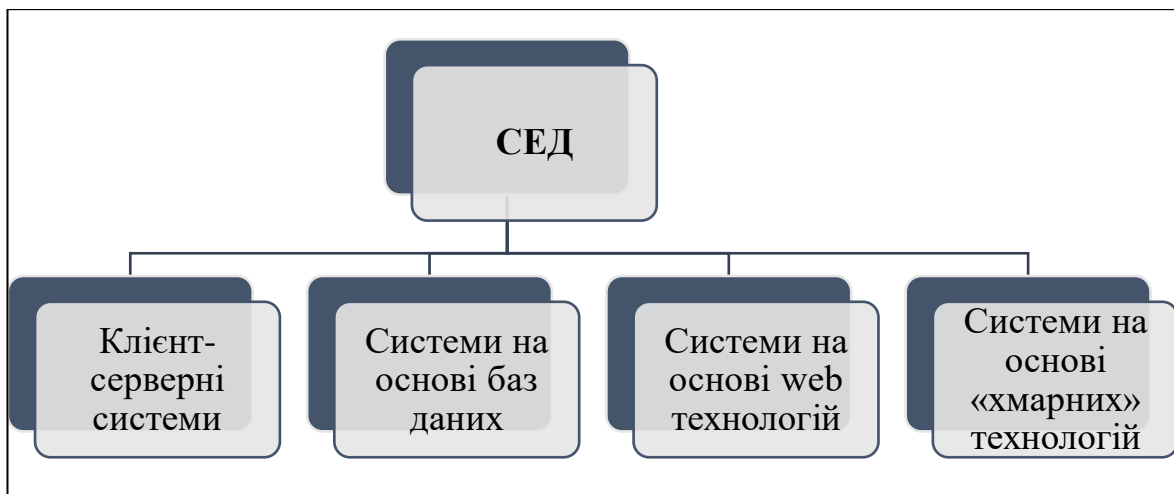 СЕД
Клієнт-
серверні
системи
Системи на
основі баз
даних
Системи на
основі web
технологій
Системи на
основі
«хмарних»
технологій